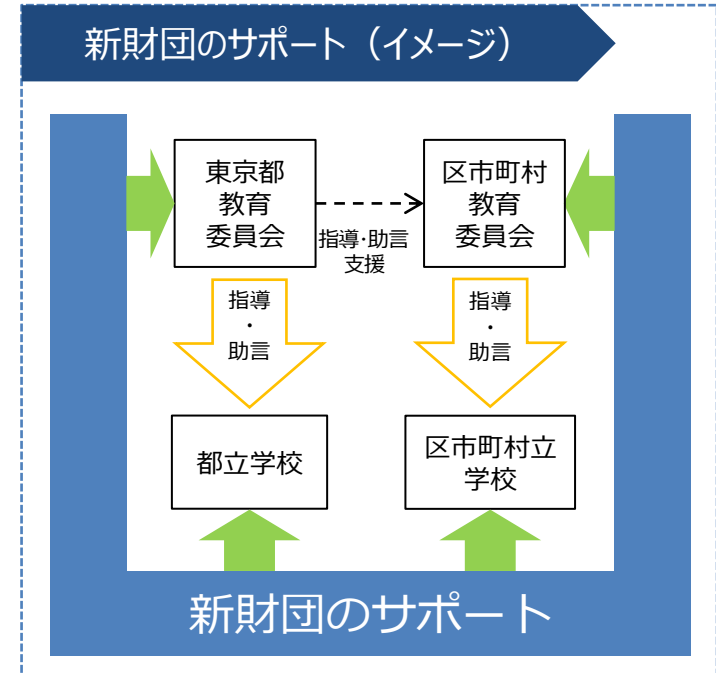 新財団のサポート（イメージ）
東京都
教育
委員会
指導･助言
支援
区市町村
教育
委員会
指導
・
助言
指導
・
助言
都立学校
区市町村立
学校
新財団のサポート